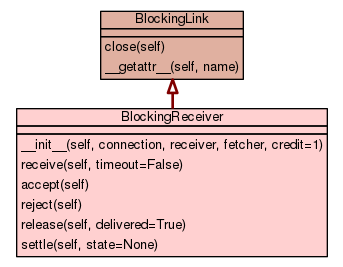 BlockingLink
close(self)
__getattr__(self, name)
BlockingReceiver
__init__(self, connection, receiver, fetcher, credit=1)
receive(self, timeout=False)
accept(self)
reject(self)
release(self, delivered=True)
settle(self, state=None)